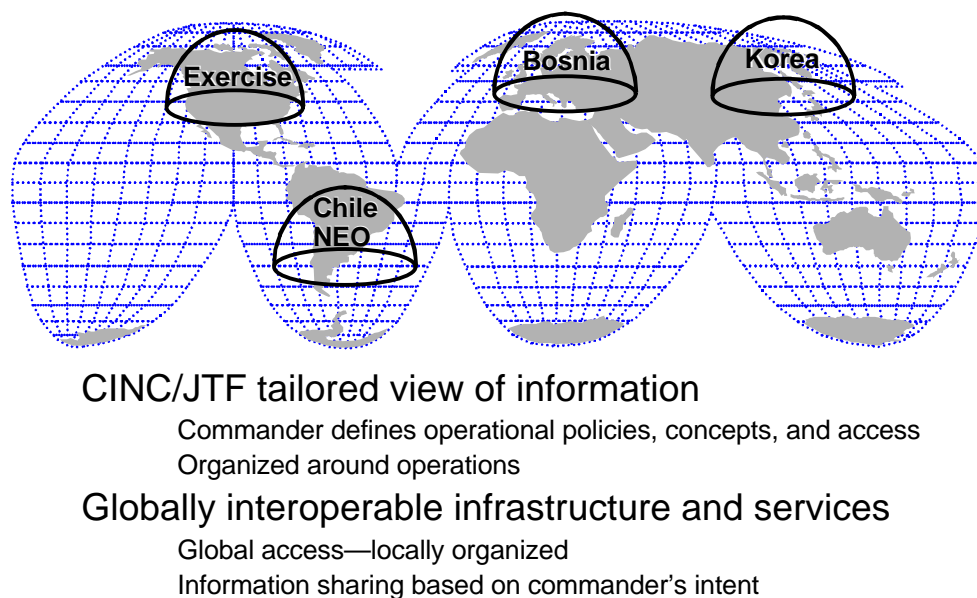 Exercise
Bosnia
Korea
Chile
NEO
CINC/JTF tailored view of information
Commander defines operational policies, concepts, and access
Organized around operations
Globally interoperable infrastructure and services
Global access—locally organized
Information sharing based on commander's intent